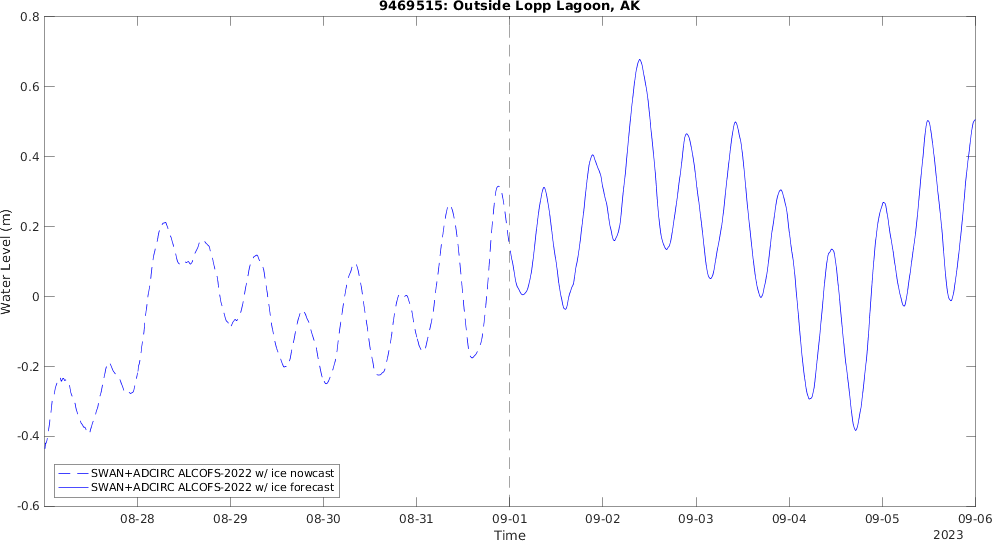 9469515: Outside Lopp Lagoon, AK
0.8
0.6
0.4
0.2
0
-0.2
-0.4
-0.6
Water Level (m)
SWAN+ADCIRC ALCOFS-2022 w/ ice nowcast
SWAN+ADCIRC ALCOFS-2022 w/ ice forecast
08-28 08-29 08-30 08-31 09-01 09-02 09-03 09-04 09-05 09-06
Time
2023